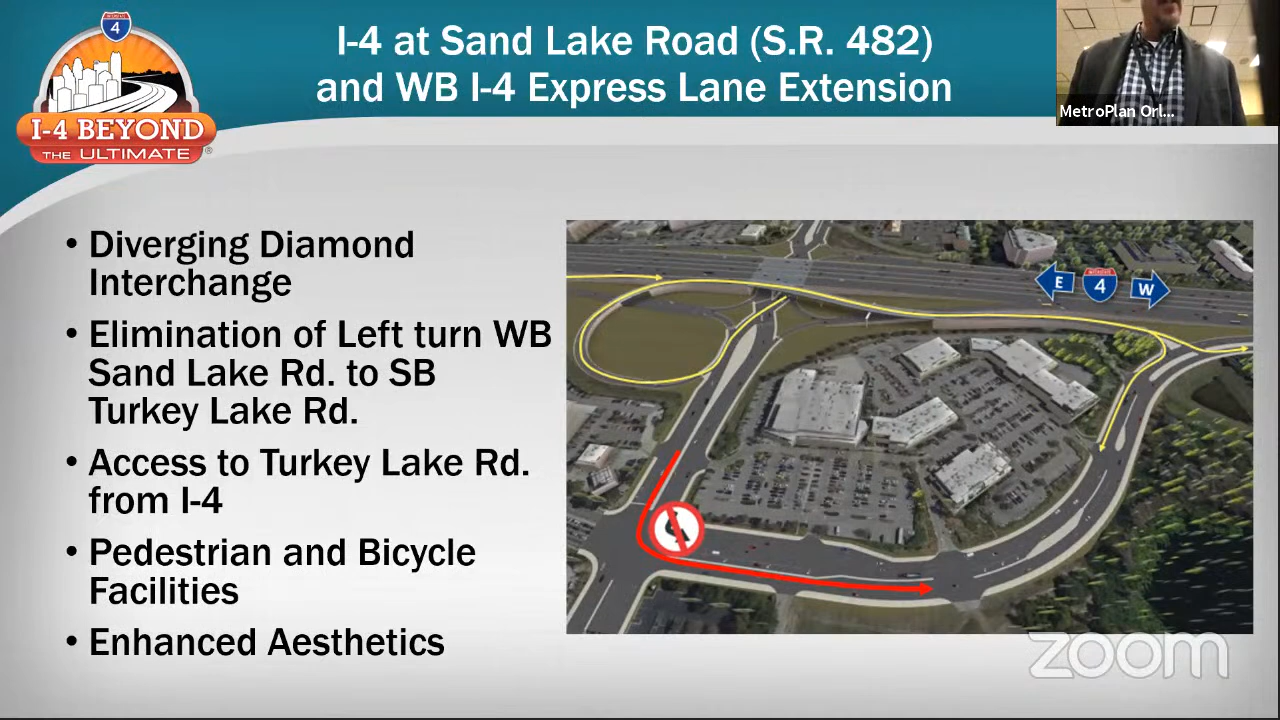 4
I-4 BEYOND
THE ULTIMATE®
I-4 at Sand Lake Road (S.R. 482)
and WB I-4 Express Lane Extension
MetroPlan Orl...
• Diverging Diamond
Interchange
• Elimination of Left turn WB
Sand Lake Rd. to SB
Turkey Lake Rd.
• Access to Turkey Lake Rd.
from I-4
• Pedestrian and Bicycle
Facilities
• Enhanced Aesthetics
E 4 W
zoom